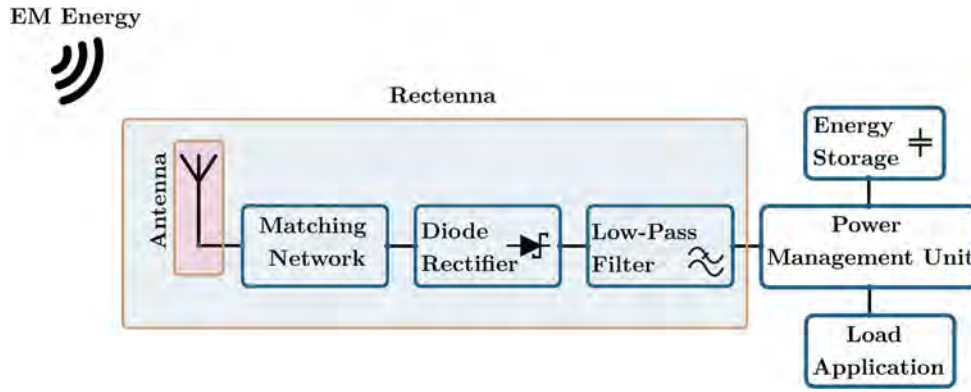 EM Energy
Rectenna
Antenna
Matching
Network
Diode
Rectifier
Low-Pass
Filter
Energy
Storage
Power
Management Unit
Load
Application